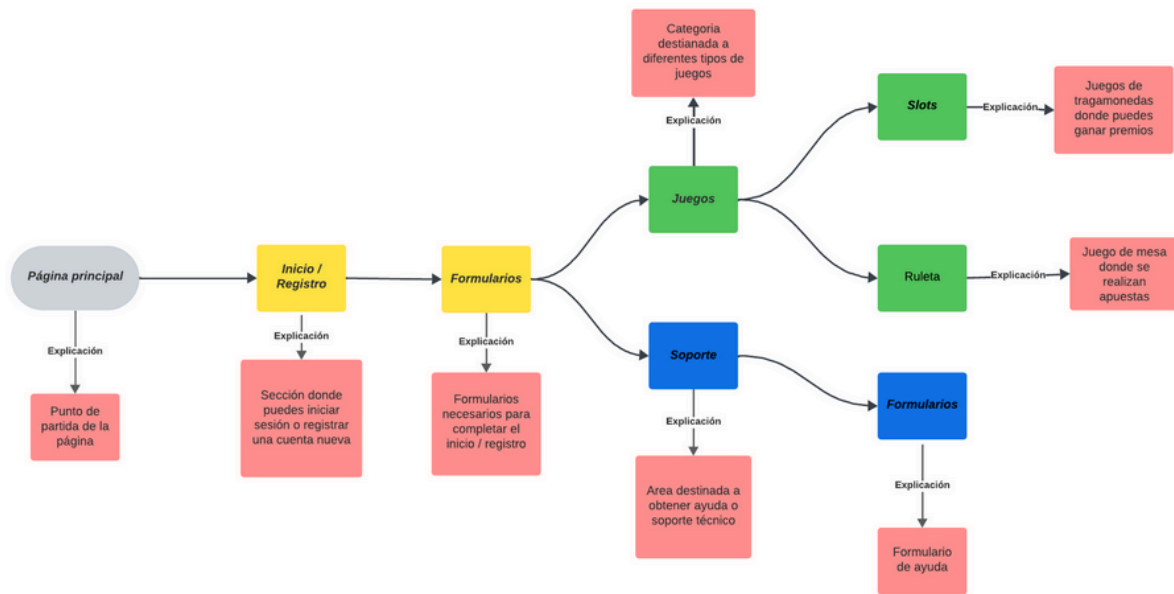 Categoria
destianada a
diferentes tipos de
juegos
Explicación
Slots
Explicación
Juegos de
tragamonedas
donde puedes
ganar premios
Juegos
Página principal
Inicio /
Registro
Formularios
Ruleta
Explicación
Juego de mesa
donde se
realizan
apuestas
Explicación
Punto de
partida de la
página
Explicación
Sección donde
puedes iniciar
sesión o registrar
una cuenta nueva
Explicación
Formularios
necesarios para
completar el
inicio / registro
Soporte
Explicación
Area destinada a
obtener ayuda o
soporte técnico
Formularios
Explicación
Formulario
de ayuda